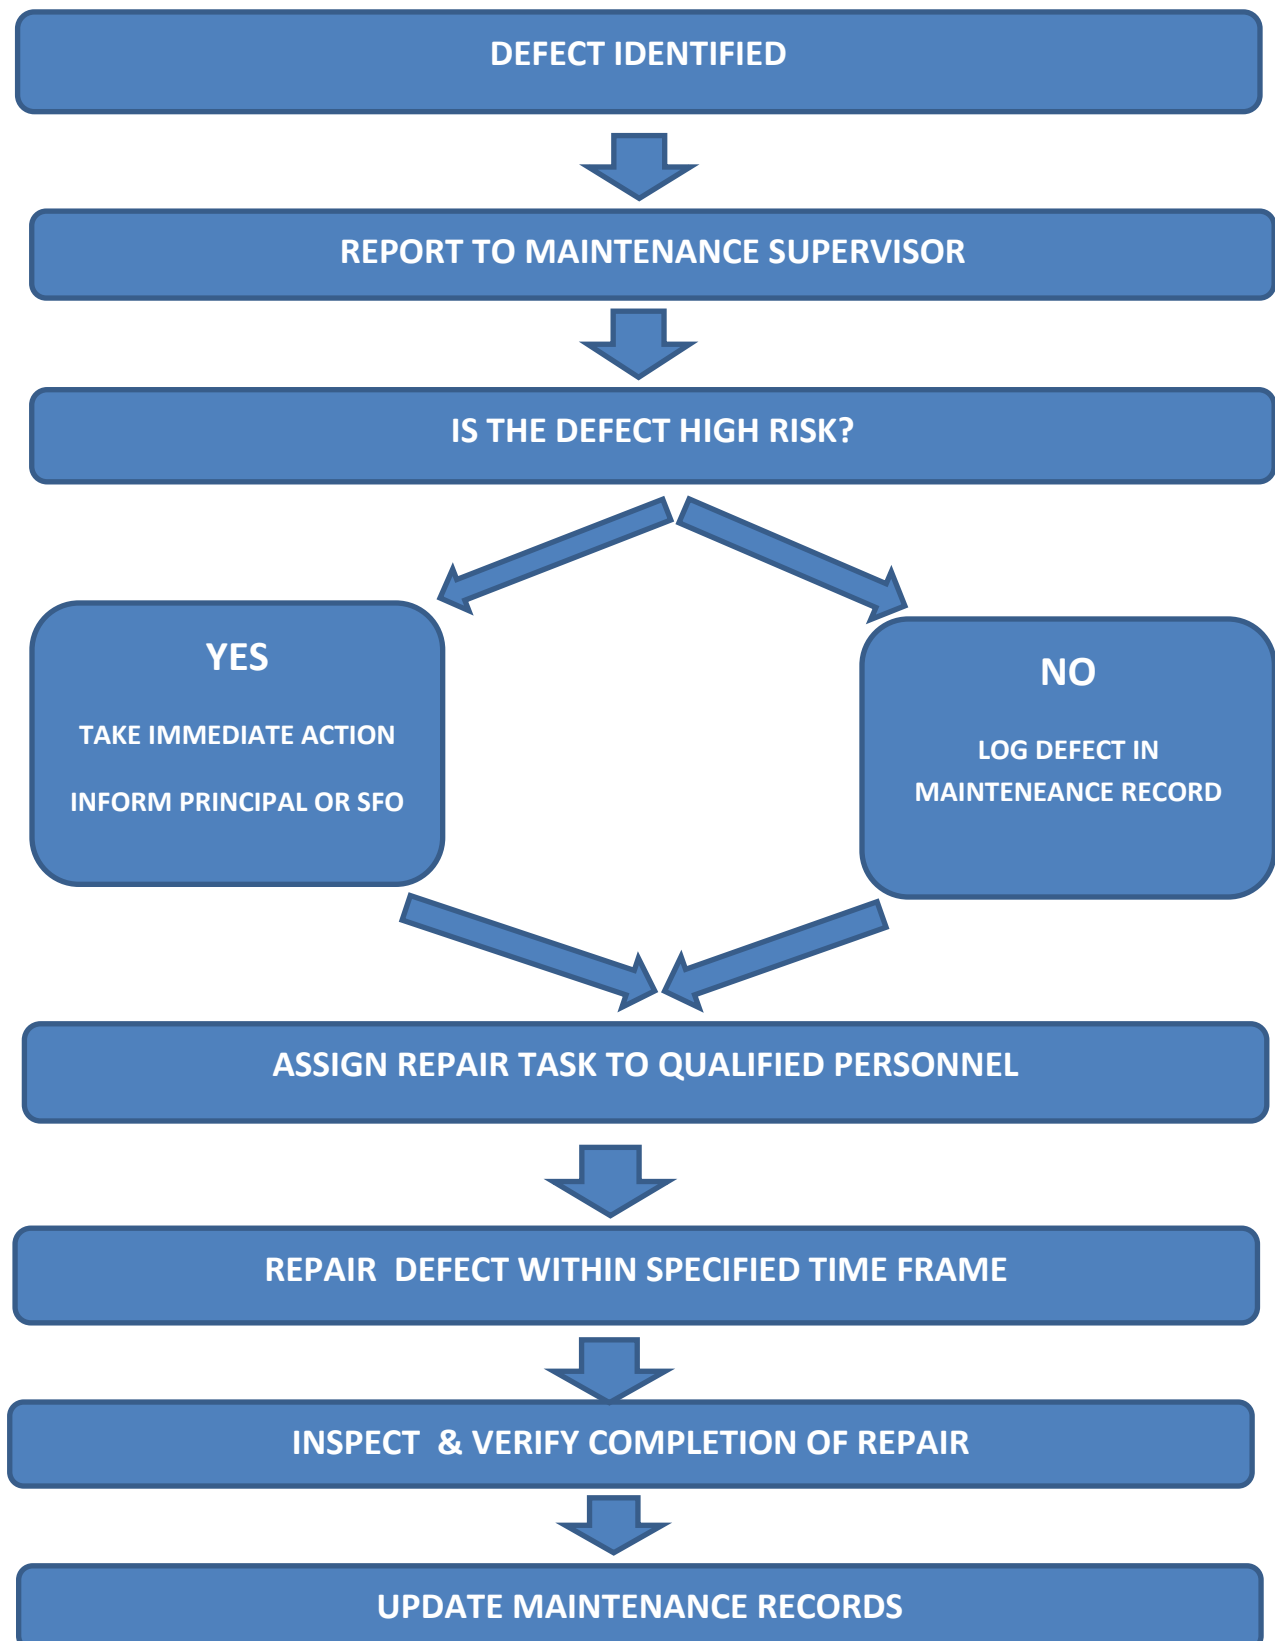 DEFECT IDENTIFIED
REPORT TO MAINTENANCE SUPERVISOR
IS THE DEFECT HIGH RISK?
YES
TAKE IMMEDIATE ACTION
INFORM PRINCIPAL OR SFO
NO
LOG DEFECT IN
MAINTENEANCE RECORD
ASSIGN REPAIR TASK TO QUALIFIED PERSONNEL
REPAIR  DEFECT WITHIN SPECIFIED TIME FRAME
INSPECT  & VERIFY COMPLETION OF REPAIR
UPDATE MAINTENANCE RECORDS